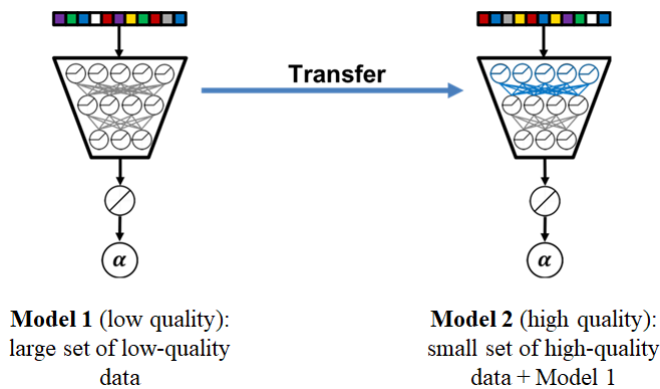 Transfer
α
α
Model 1 (low quality):
large set of low-quality
data
Model 2 (high quality):
small set of high-quality
data + Model 1